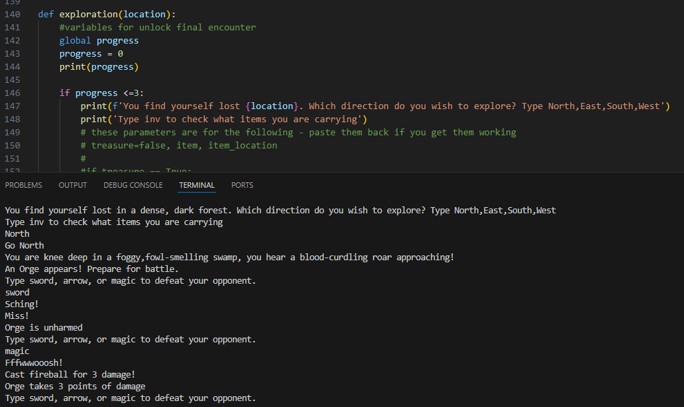 139
140 def exploration(location):
141 #variables for unlock final encounter
142 global progress
143 progress = 0
144 print(progress)
145
146 if progress <=3:
147 print(f'You find yourself lost {location}. Which direction do you wish to explore? Type North,East,South,West')
148 print('Type inv to check what items you are carrying')
149 # these parameters are for the following - paste them back if you get them working
150 # treasure=false, item, item_location
151 #
152 #if treasure == True:
PROBLEMS OUTPUT DEBUG CONSOLE TERMINAL PORTS
You find yourself lost in a dense, dark forest. Which direction do you wish to explore? Type North,East,South,West
Type inv to check what items you are carrying
North
Go North
You are knee deep in a foggy,fowl-smelling swamp, you hear a blood-curdling roar approaching!
An Orge appears! Prepare for battle.
Type sword, arrow, or magic to defeat your opponent.
sword
Sching!
Miss!
Orge is unharmed
Type sword, arrow, or magic to defeat your opponent.
magic
Fffwwwooosh!
Cast fireball for 3 damage!
Orge takes 3 points of damage
Type sword, arrow, or magic to defeat your opponent.